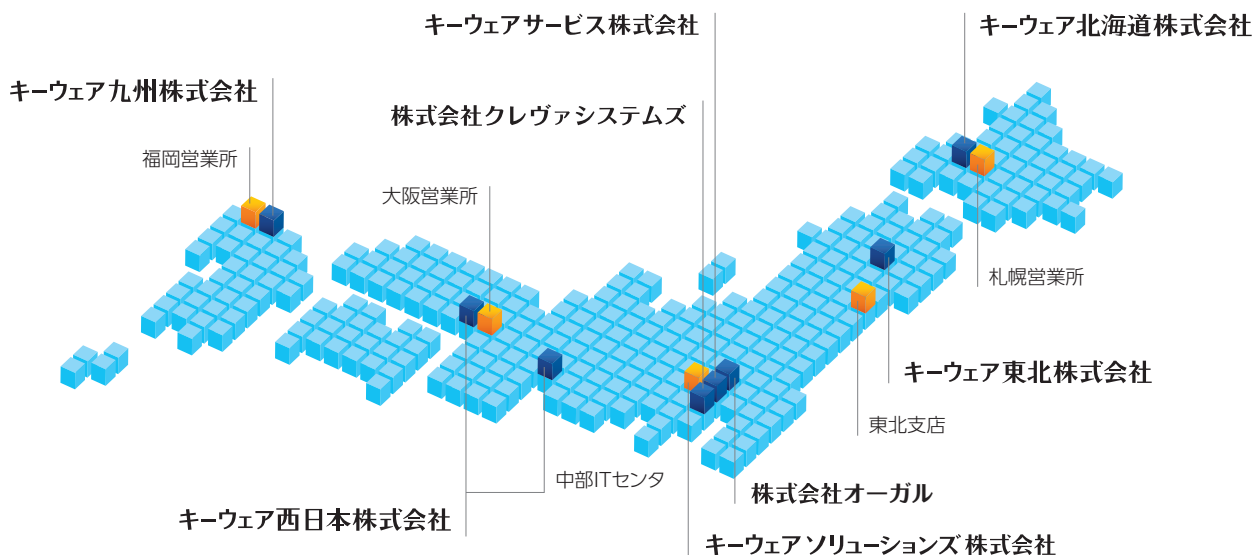 キーウェアサービス株式会社
キーウェア北海道株式会社
キーウェア九州株式会社
株式会社クレヴァシステムズ
福岡営業所
大阪営業所
札幌営業所
キーウェア東北株式会社
東北支店
中部ITセンタ
株式会社オーガル
キーウェア西日本株式会社
キーウェアソリューションズ株式会社